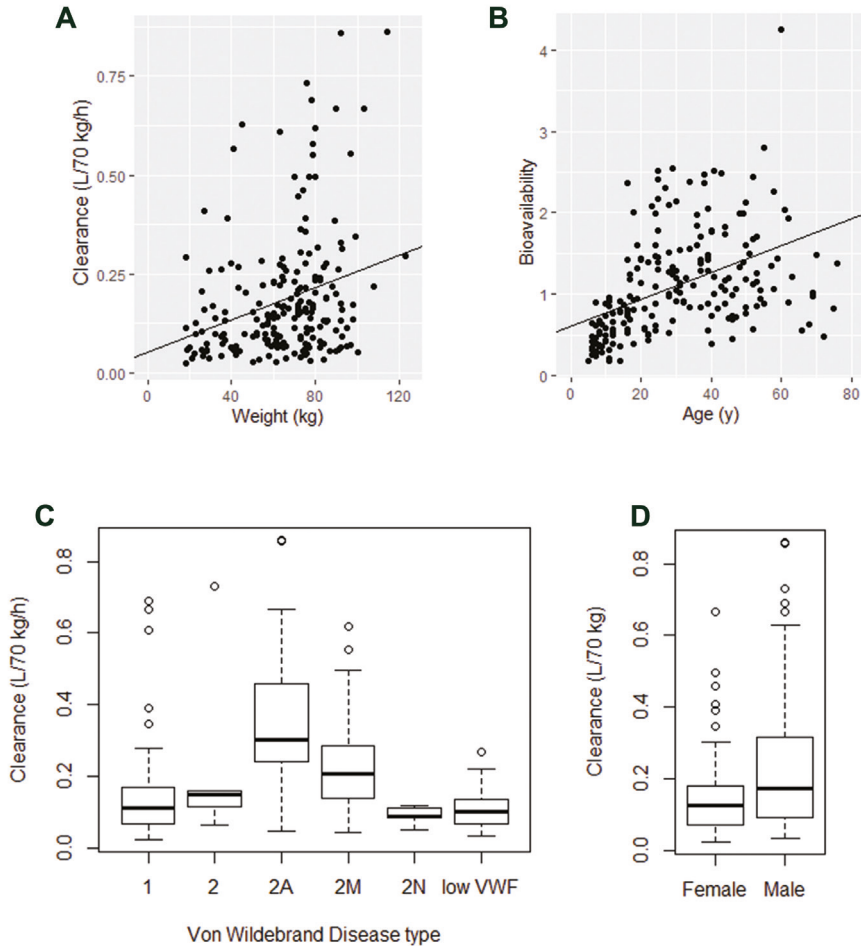 A
Clearance (L/70 kg/h)
0.75
0.50
0.25
0.00
0 40 80 120
Weight (kg)
B
Bioavailability
4
3
2
1
0
0 20 40 60 80
Age (y)
C
Clearance (L/70 kg/h)
0.8
0.6
0.4
0.2
0.0
1 2 2A 2M 2N low VWF
Von Wildebrand Disease type
D
Clearance (L/70 kg)
0.8
0.6
0.4
0.2
0.0
Female Male